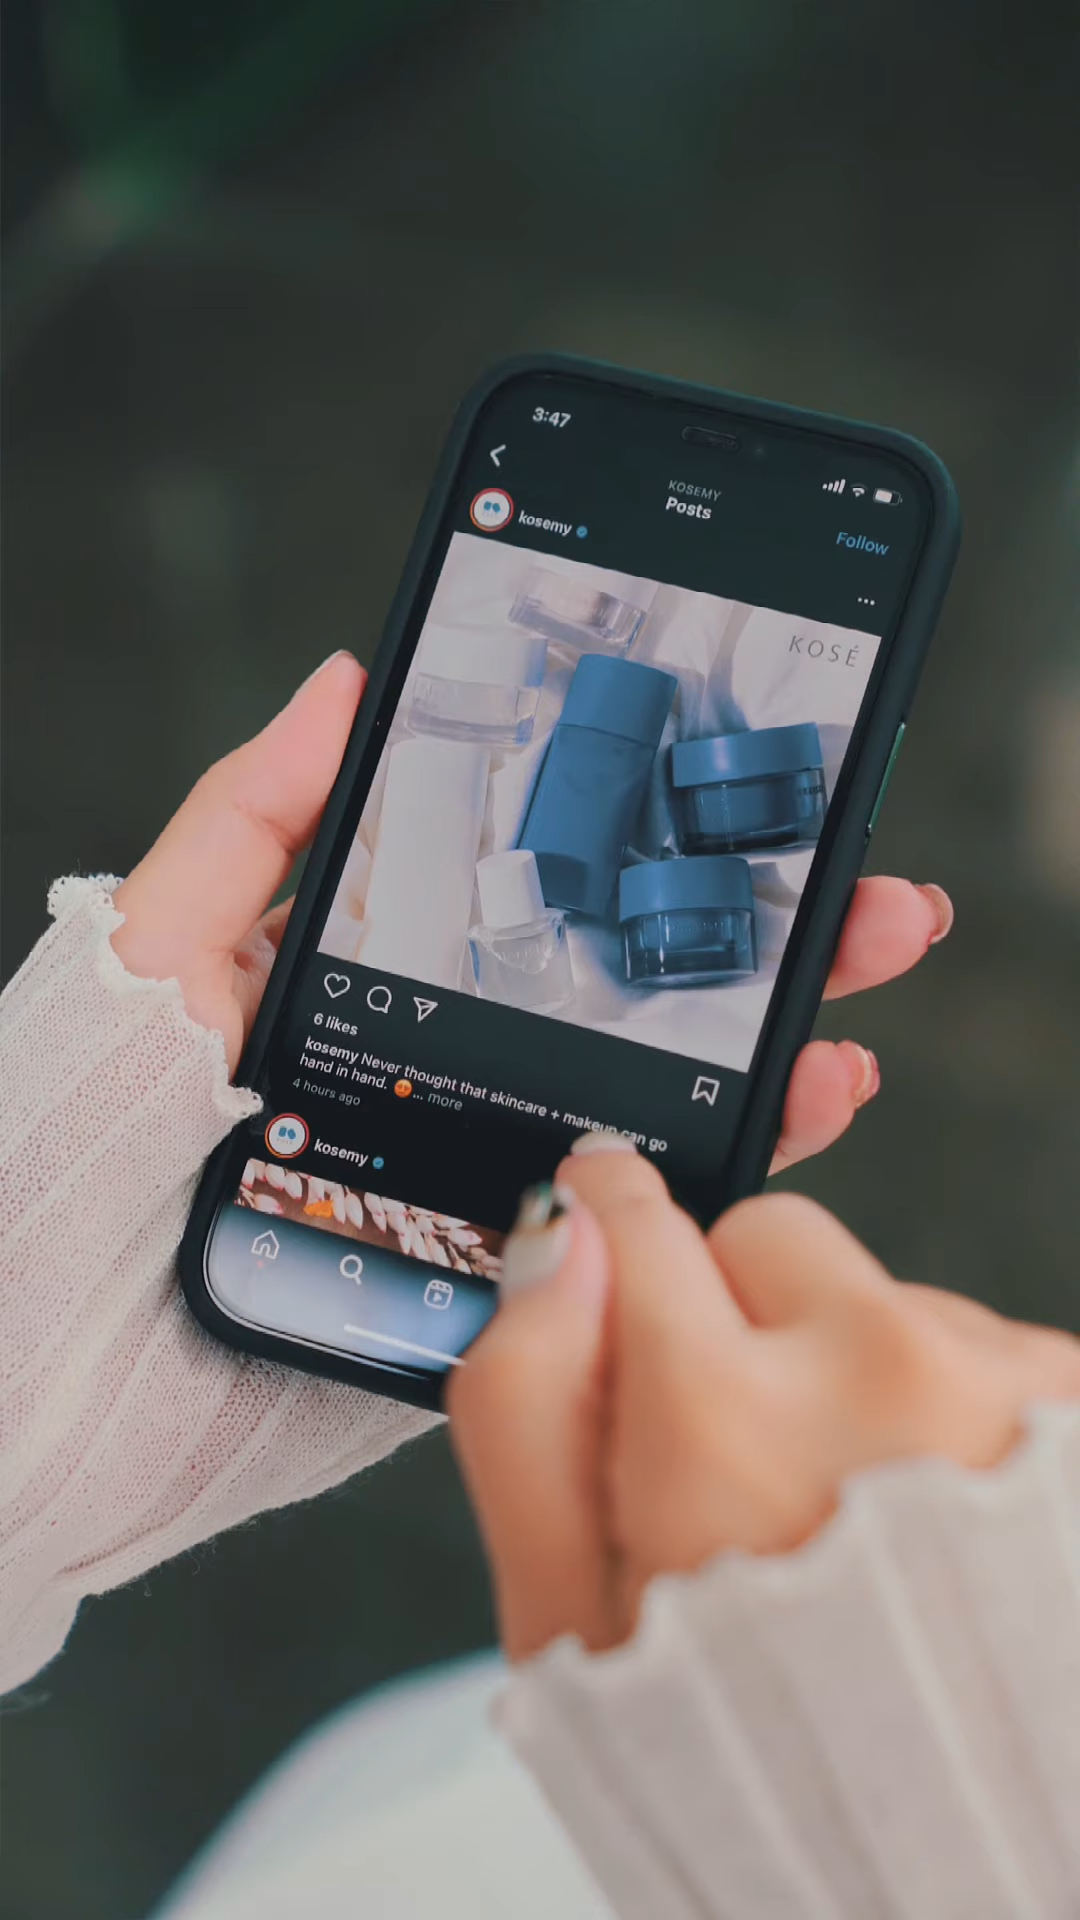 3:47
KOSEMY
Posts
kosemy
Follow
KOSÉ
6 likes
kosemy Never thought that skincare + makeup can go
hand in hand. 😍... more
4 hours ago
kosemy